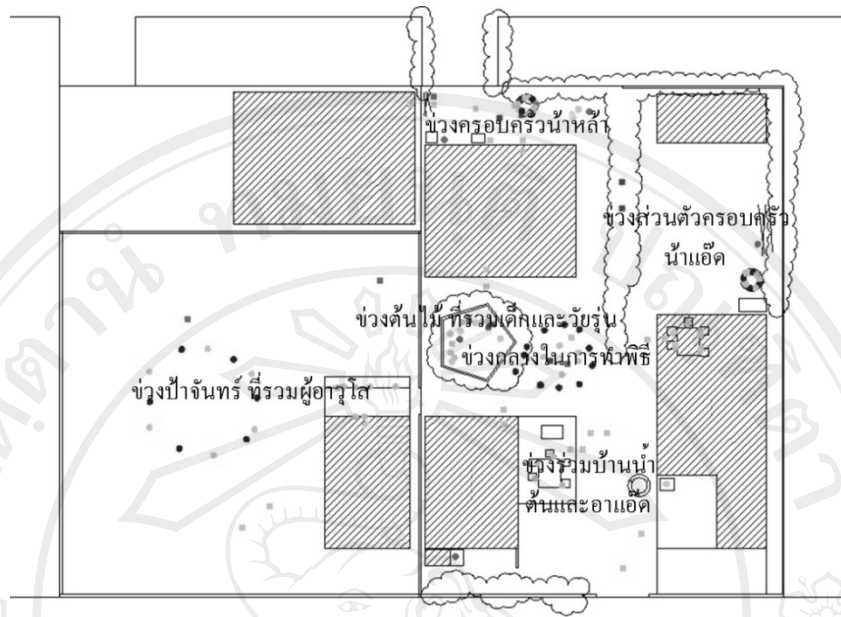 ข่วงครอบครัวน้าหล้า
ข่วงส่วนตัวครอบครัว
น้าแอ๊ด
ข่วงต้นไม้ ที่รวมเด็กและวัยรุ่น
ข่วงกลางในการทำพิธี
ข่วงป้าจันทร์ ที่รวมผู้อาวุโส
ข่วงร่วมบ้านน้ำ
ต้นและอาแอ๊ด